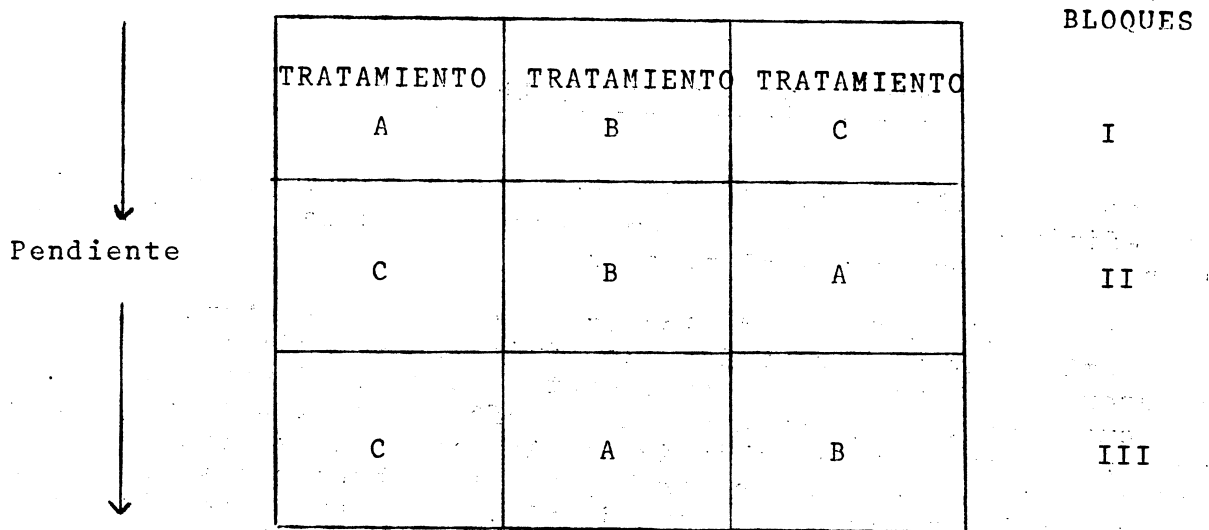 BLOQUES
TRATAMIENTO TRATAMIENTO TRATAMIENTO
A B C I
Pendiente
C B A II
C A B III